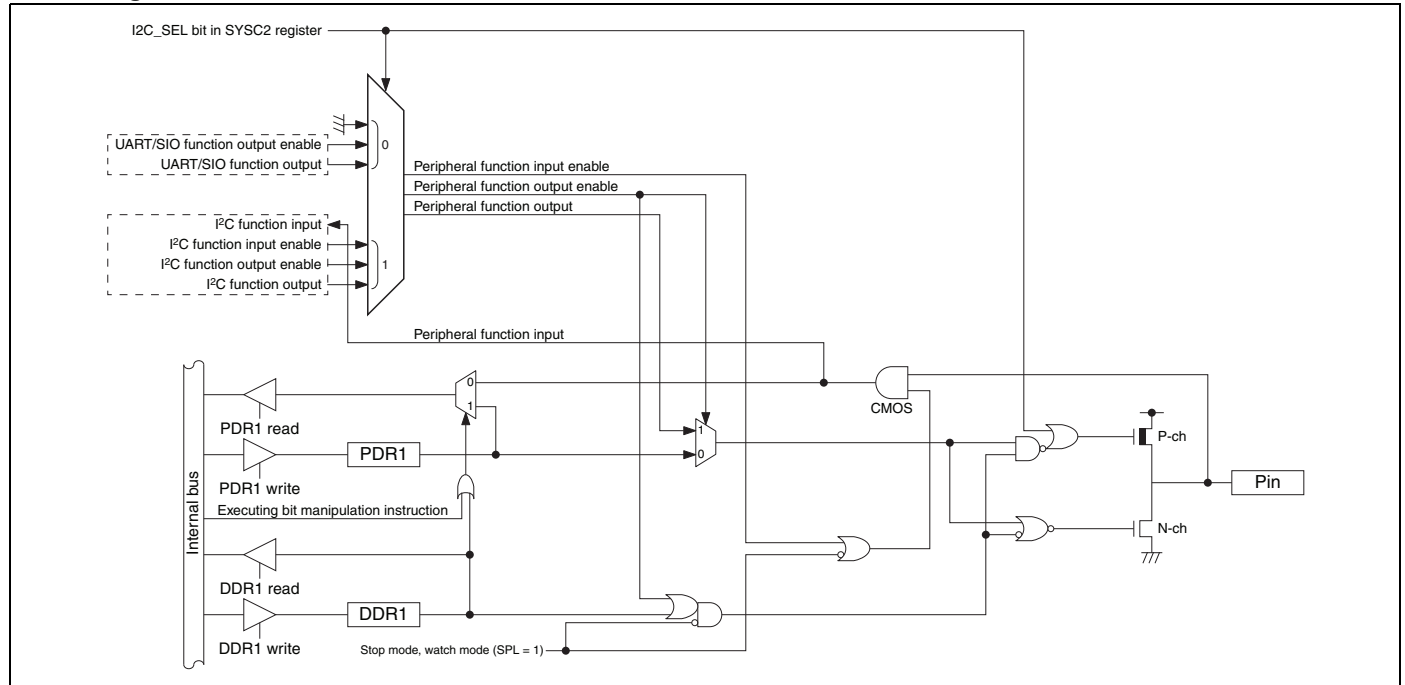 I2C_SEL bit in SYSC2 register
0
UART/SIO function output enable
UART/SIO function output
Peripheral function input enable
Peripheral function output enable
Peripheral function output
I²C function input
I²C function input enable
I²C function output enable
I²C function output
1
Peripheral function input
0
1
CMOS
PDR1 read
1
0
P-ch
PDR1
Pin
PDR1 write
Executing bit manipulation instruction
Internal bus
N-ch
DDR1 read
DDR1
DDR1 write
Stop mode, watch mode (SPL = 1)